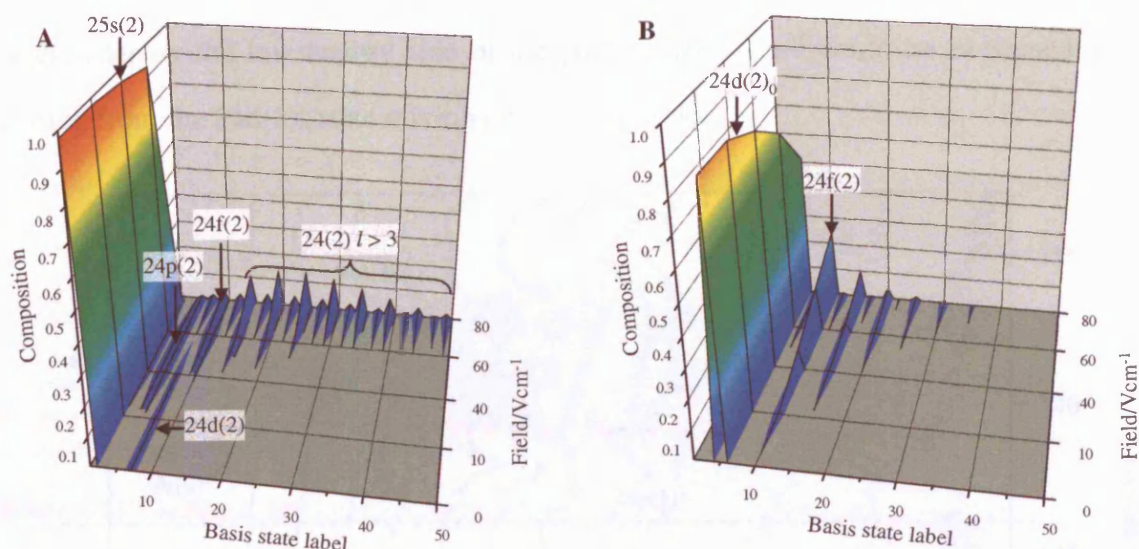 A
25s(2)
1.0
0.9
0.8
0.7
0.6
0.5
0.4
0.3
0.2
0.1
Composition
24p(2)
24f(2)
24(2) l > 3
24d(2)
10
20
30
40
50
Basis state label
80
60
40
10
0
Field/Vcm⁻¹
B
24d(2)₀
24f(2)
1.0
0.9
0.8
0.7
0.6
0.5
0.4
0.3
0.2
0.1
Composition
10
20
30
40
50
Basis state label
80
60
40
10
0
Field/Vcm⁻¹